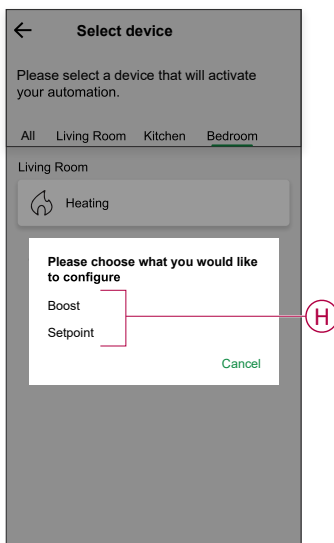 Select device
Please select a device that will activate
your automation.
All Living Room Kitchen Bedroom
Living Room
Heating
Please choose what you would like
to configure
Boost
Setpoint
H
Cancel